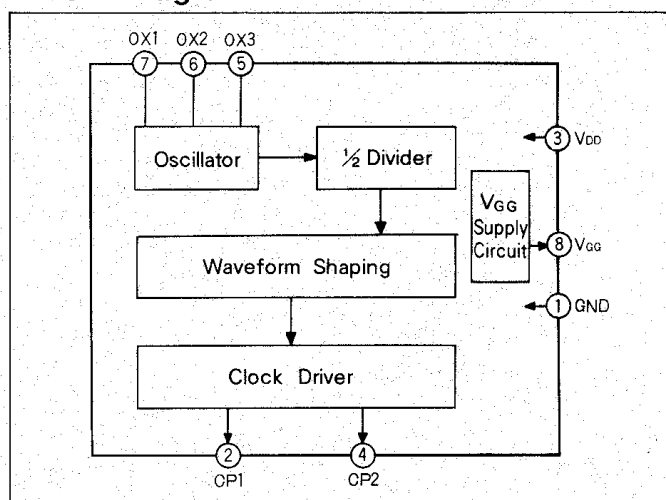 OX1 OX2 OX3
7 6 5
Oscillator
½ Divider
3 VDD
VGG
Supply
Circuit
8 VGG
Waveform Shaping
1 GND
Clock Driver
2 4
CP1 CP2